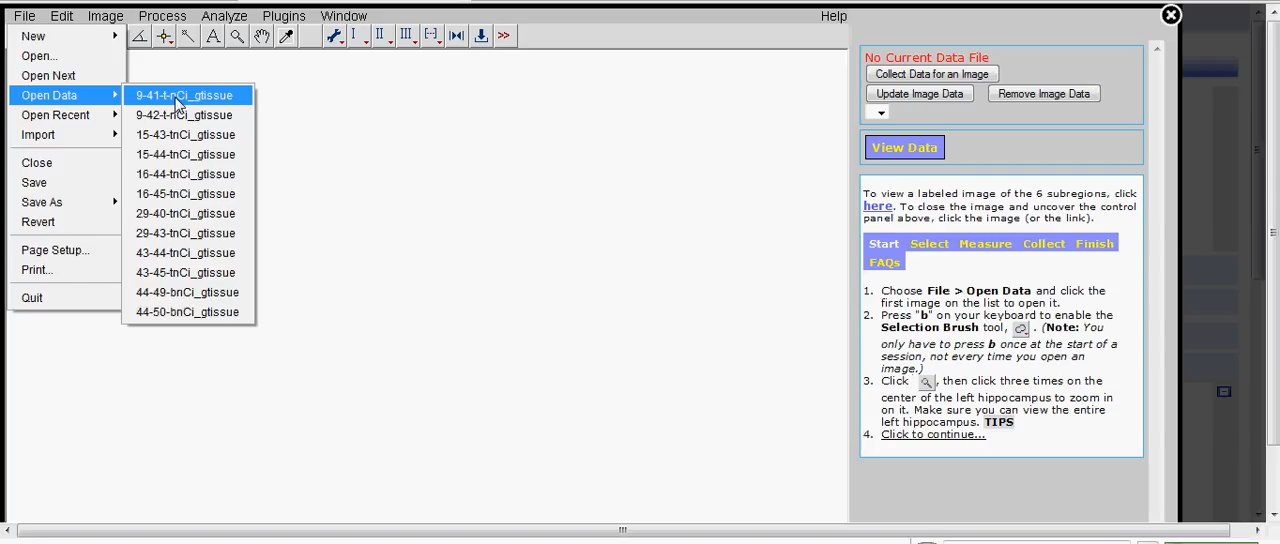 File Edit Image Process Analyze Plugins Window Help
New
Open...
Open Next
Open Data
Open Recent
Import
Close
Save
Save As
Revert
Page Setup...
Print...
Quit
9-41-t-nCi_gtissue
9-42-t-nCi_gtissue
15-43-tnCi_gtissue
15-44-tnCi_gtissue
16-44-tnCi_gtissue
16-45-tnCi_gtissue
29-40-tnCi_gtissue
29-43-tnCi_gtissue
43-44-tnCi_gtissue
43-45-tnCi_gtissue
44-49-bnCi_gtissue
44-50-bnCi_gtissue
A I II III >>
No Current Data File
Collect Data for an Image
Update Image Data Remove Image Data
View Data
To view a labeled image of the 6 subregions, click
here. To close the image and uncover the control
panel above, click the image (or the link).
Start Select Measure Collect Finish
FAQs
1. Choose File > Open Data and click the
first image on the list to open it.
2. Press "b" on your keyboard to enable the
Selection Brush tool, . (Note: You
only have to press b once at the start of a
session, not every time you open an
image.)
3. Click , then click three times on the
center of the left hippocampus to zoom in
on it. Make sure you can view the entire
left hippocampus. TIPS
4. Click to continue...